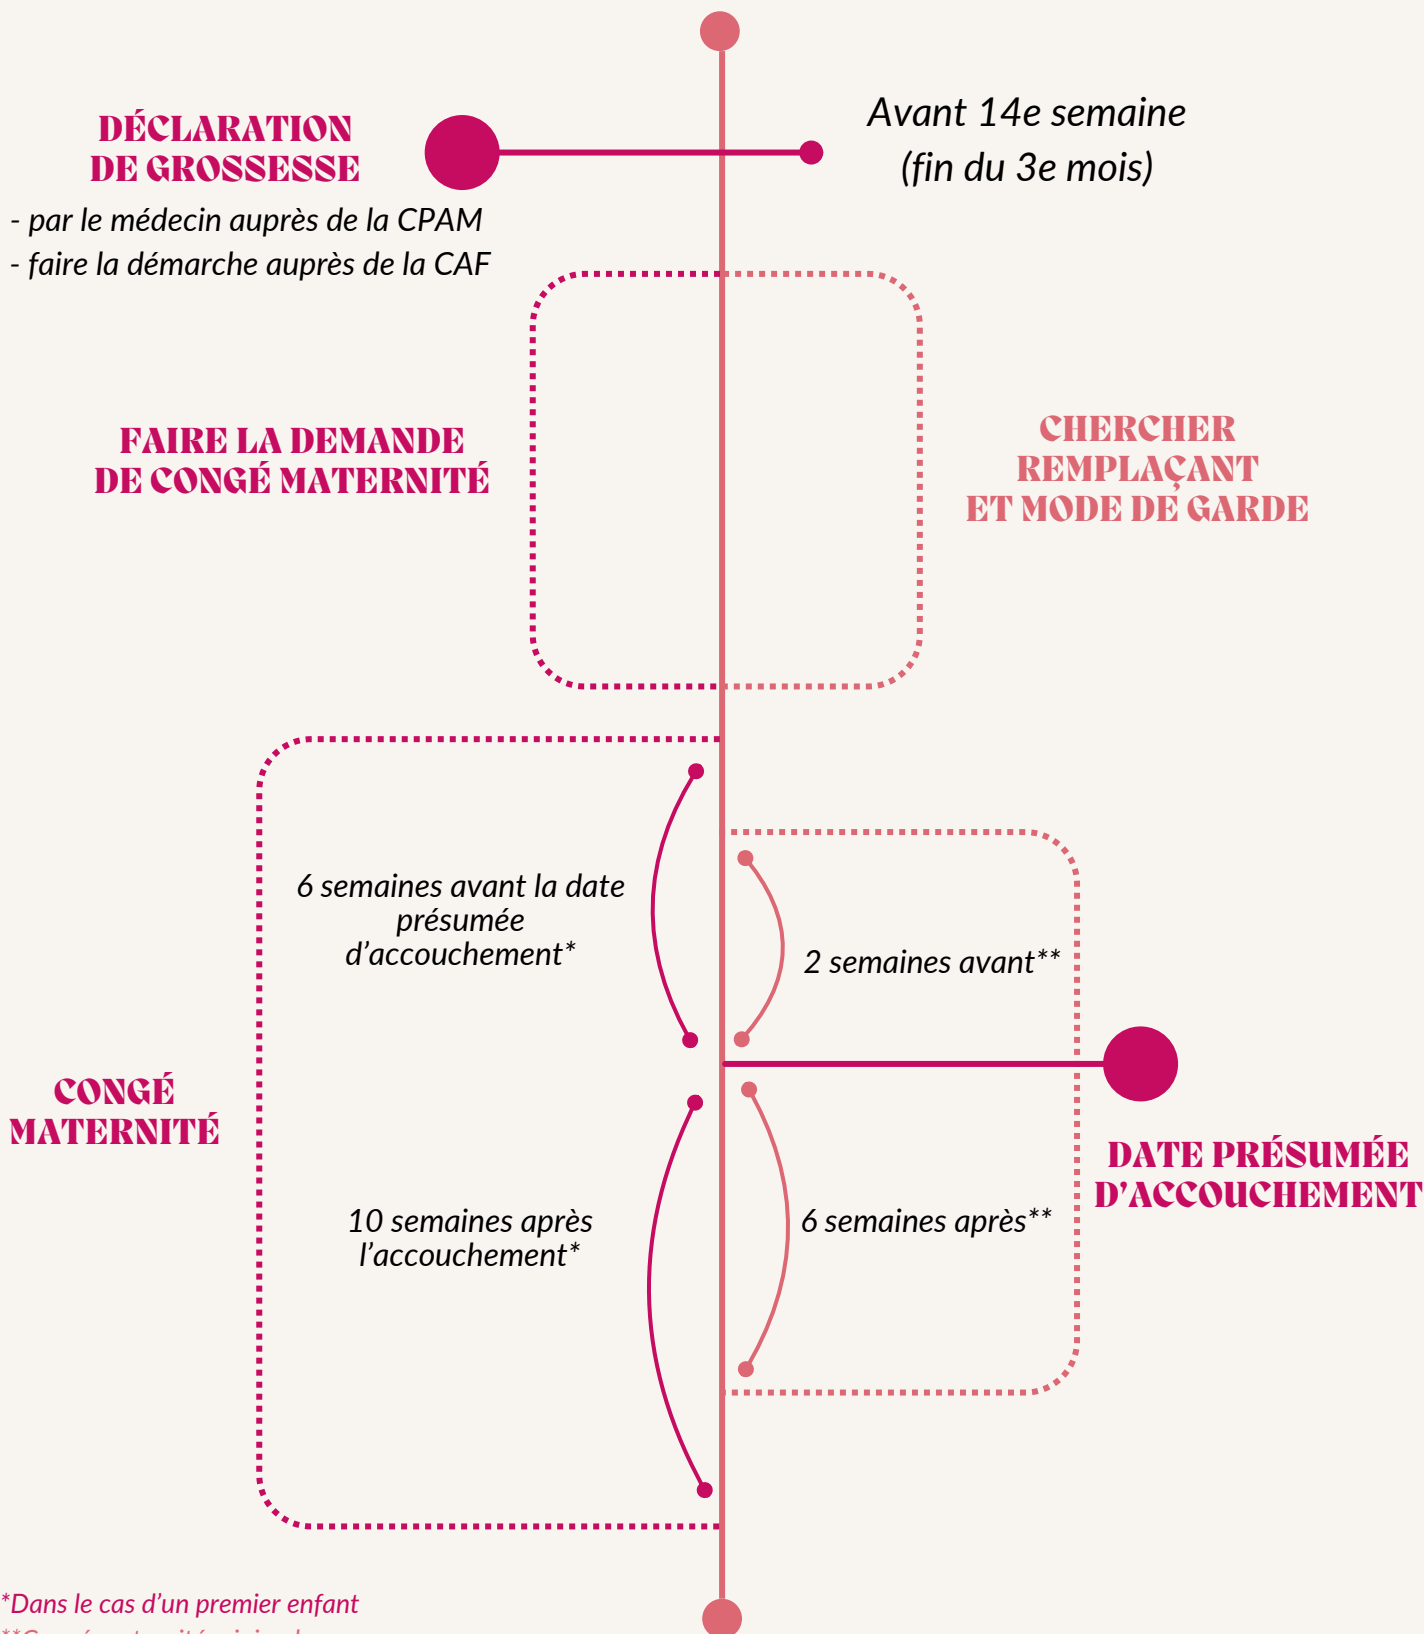 DÉCLARATION
DE GROSSESSE
- par le médecin auprès de la CPAM
- faire la démarche auprès de la CAF
Avant 14e semaine
(fin du 3e mois)
FAIRE LA DEMANDE
DE CONGÉ MATERNITÉ
CHERCHER
REMPLAÇANT
ET MODE DE GARDE
6 semaines avant la date
présumée
d'accouchement*
2 semaines avant**
CONGÉ
MATERNITÉ
DATE PRÉSUMÉE
D'ACCOUCHEMENT
10 semaines après
l'accouchement*
6 semaines après**
*Dans le cas d'un premier enfant